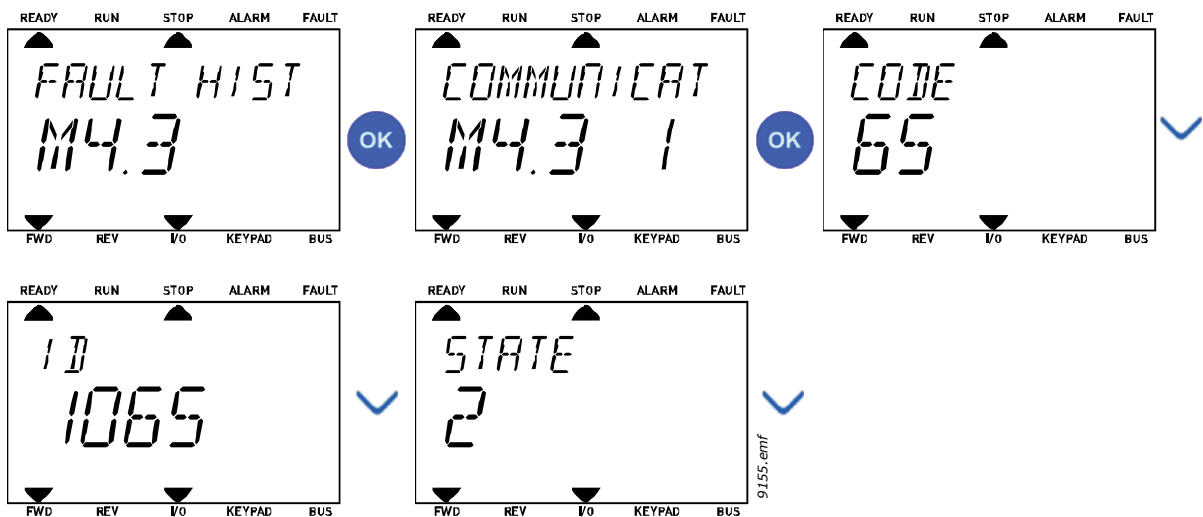 READY RUN STOP ALARM FAULT
FAULT HIST
M4.3
FWD REV I/O KEYPAD BUS
OK
READY RUN STOP ALARM FAULT
COMMUNICAT
M4.3 1
FWD REV I/O KEYPAD BUS
OK
READY RUN STOP ALARM FAULT
CODE
65
FWD REV I/O KEYPAD BUS
READY RUN STOP ALARM FAULT
ID
1065
FWD REV I/O KEYPAD BUS
READY RUN STOP ALARM FAULT
STATE
2
FWD REV I/O KEYPAD BUS
9155.emf